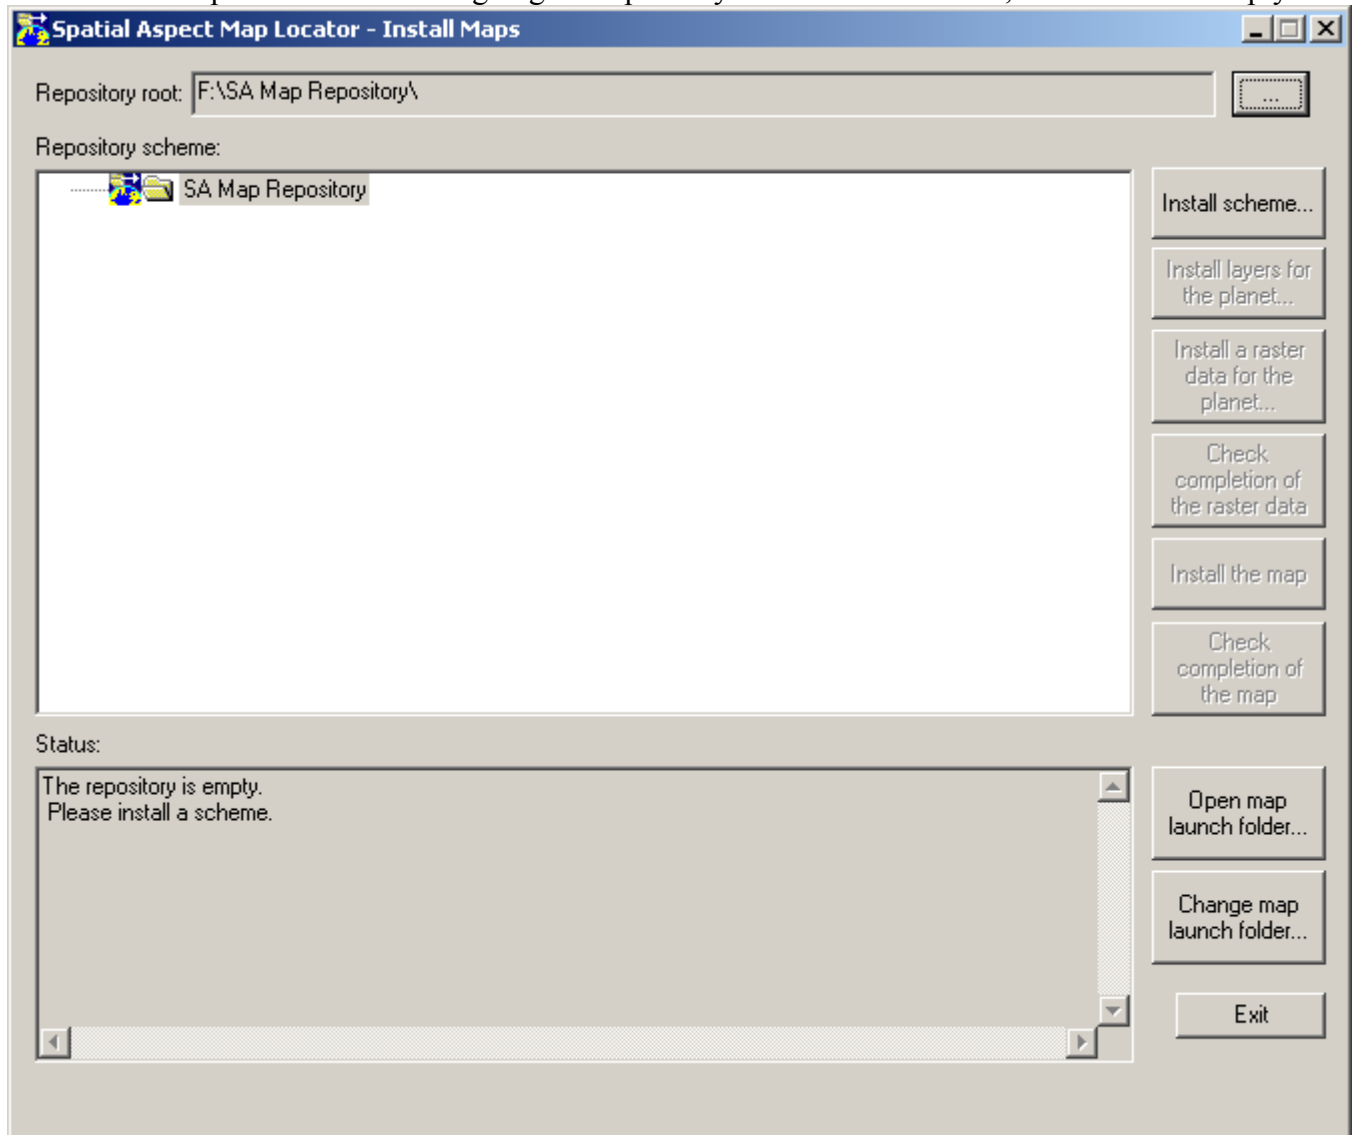 Spatial Aspect Map Locator - Install Maps
Repository root: F:\SA Map Repository\
...
Repository scheme:
SA Map Repository
Install scheme...
Install layers for
the planet...
Install a raster
data for the
planet...
Check
completion of
the raster data
Install the map
Check
completion of
the map
Status:
The repository is empty.
Please install a scheme.
Open map
launch folder...
Change map
launch folder...
Exit